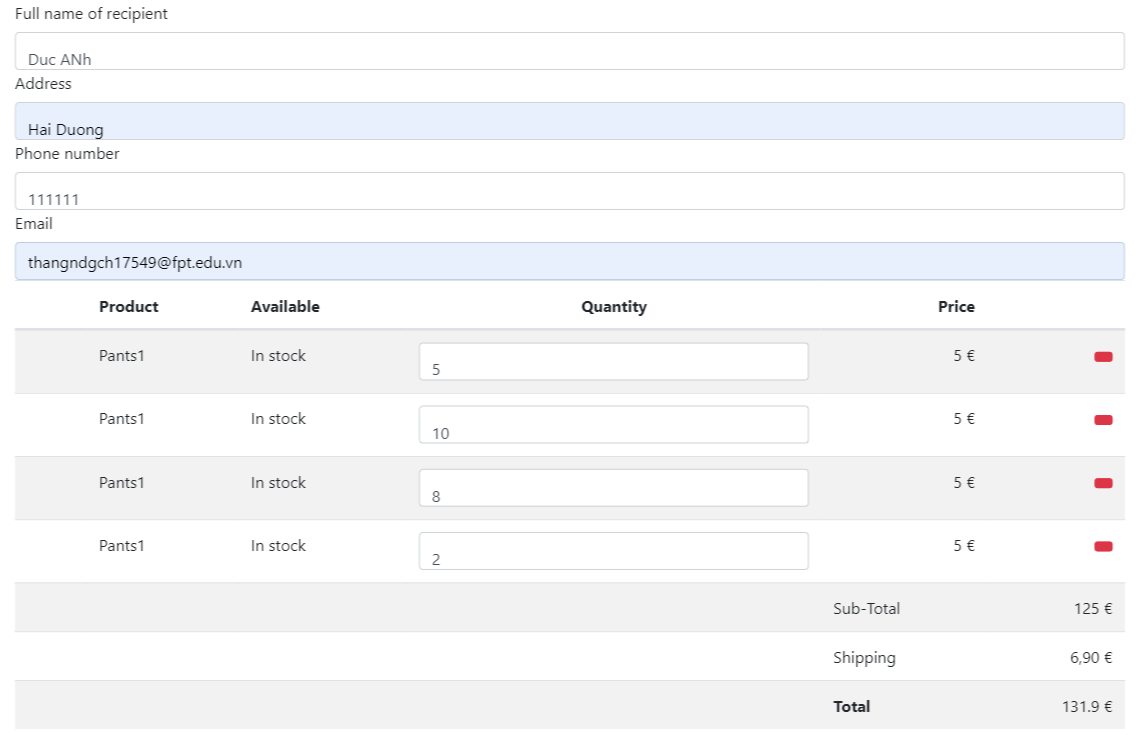 Full name of recipient
Duc ANh
Address
Hai Duong
Phone number
111111
Email
thangndgch17549@fpt.edu.vn
Product Available Quantity Price
Pants1 In stock 5 5 €
Pants1 In stock 10 5 €
Pants1 In stock 8 5 €
Pants1 In stock 2 5 €
Sub-Total 125 €
Shipping 6,90 €
Total 131.9 €